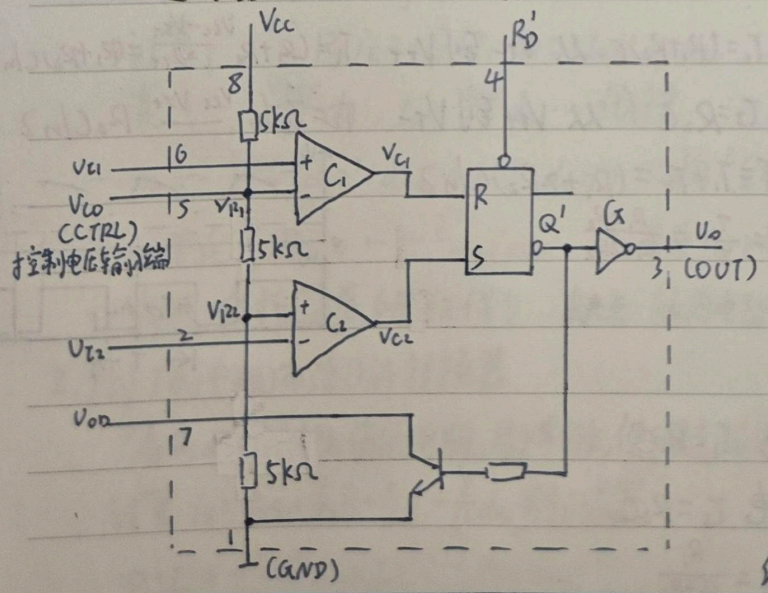 Vcc
R'D
8
4
5kΩ
VI1
6
+
C1
VC1
R
VCO
5
VR1
-
(CTRL)
控制电压输入端
5kΩ
Q'
G
S
3
Vo
(OUT)
VR2
+
C2
VI2
2
-
VC2
VOD
7
5kΩ
1
(GND)